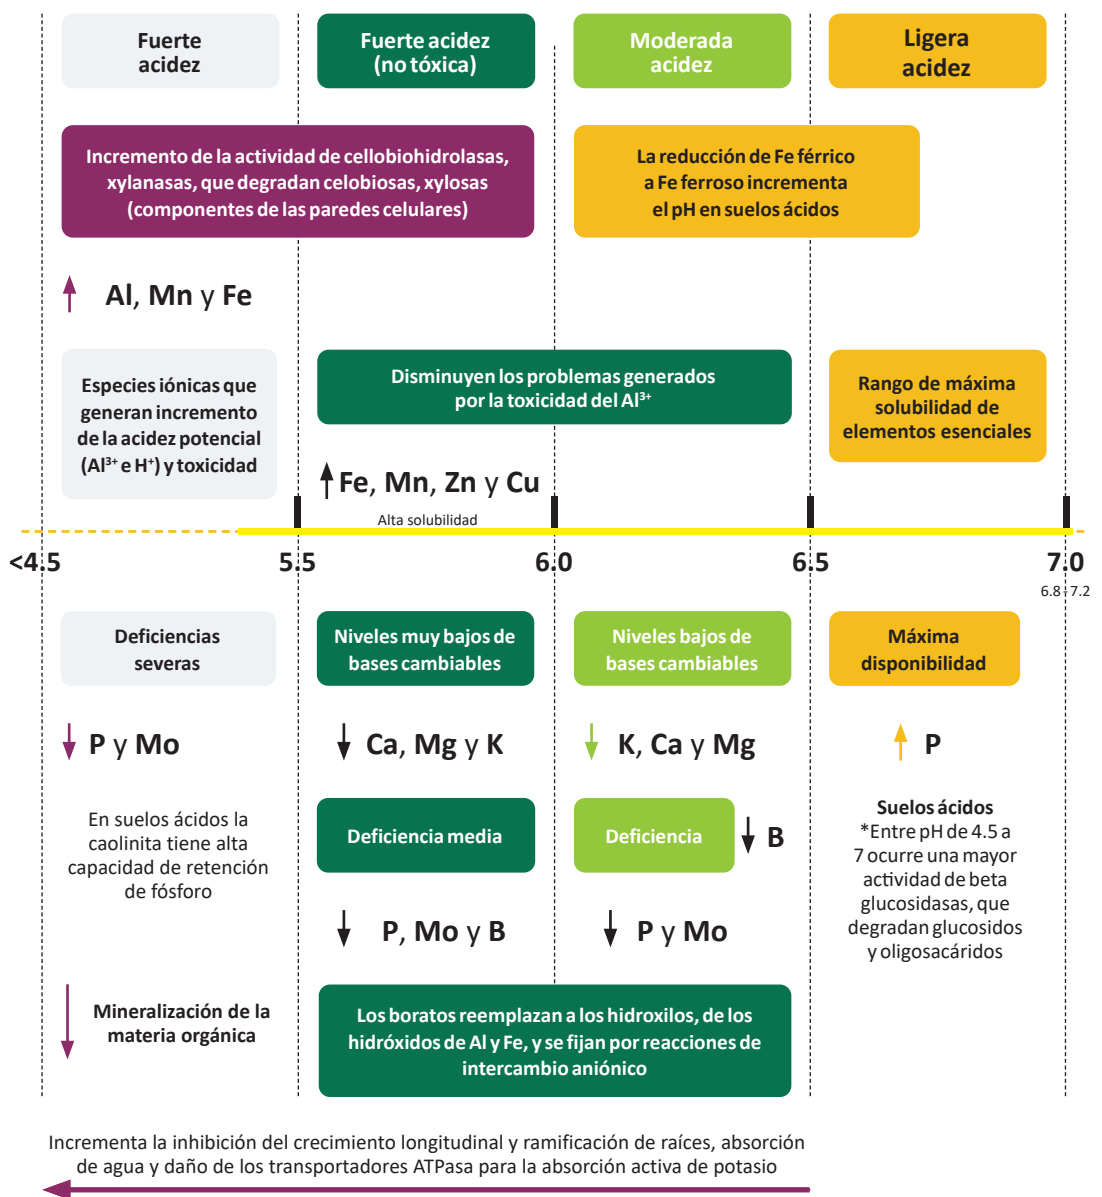 Fuerte
acidez
Fuerte acidez
(no tóxica)
Moderada
acidez
Ligera
acidez
Incremento de la actividad de cellobiohidrolasas,
xylanasas, que degradan celobiosas, xylosas
(componentes de las paredes celulares)
La reducción de Fe férrico
a Fe ferroso incrementa
el pH en suelos ácidos
Al, Mn y Fe
Especies iónicas que
generan incremento
de la acidez potencial
(Al³⁺ e H⁺) y toxicidad
Disminuyen los problemas generados
por la toxicidad del Al³⁺
Rango de máxima
solubilidad de
elementos esenciales
Fe, Mn, Zn y Cu
Alta solubilidad
<4.5
5.5
6.0
6.5
7.0
6.8 - 7.2
Deficiencias
severas
Niveles muy bajos de
bases cambiables
Niveles bajos de
bases cambiables
Máxima
disponibilidad
P y Mo
Ca, Mg y K
K, Ca y Mg
P
En suelos ácidos la
caolinita tiene alta
capacidad de retención
de fósforo
Deficiencia media
Deficiencia
B
Suelos ácidos
*Entre pH de 4.5 a
7 ocurre una mayor
actividad de beta
glucosidasas, que
degradan glucosidos
y oligosacáridos
P, Mo y B
P y Mo
Mineralización de la
materia orgánica
Los boratos reemplazan a los hidroxilos, de los
hidróxidos de Al y Fe, y se fijan por reacciones de
intercambio aniónico
Incrementa la inhibición del crecimiento longitudinal y ramificación de raíces, absorción
de agua y daño de los transportadores ATPasa para la absorción activa de potasio